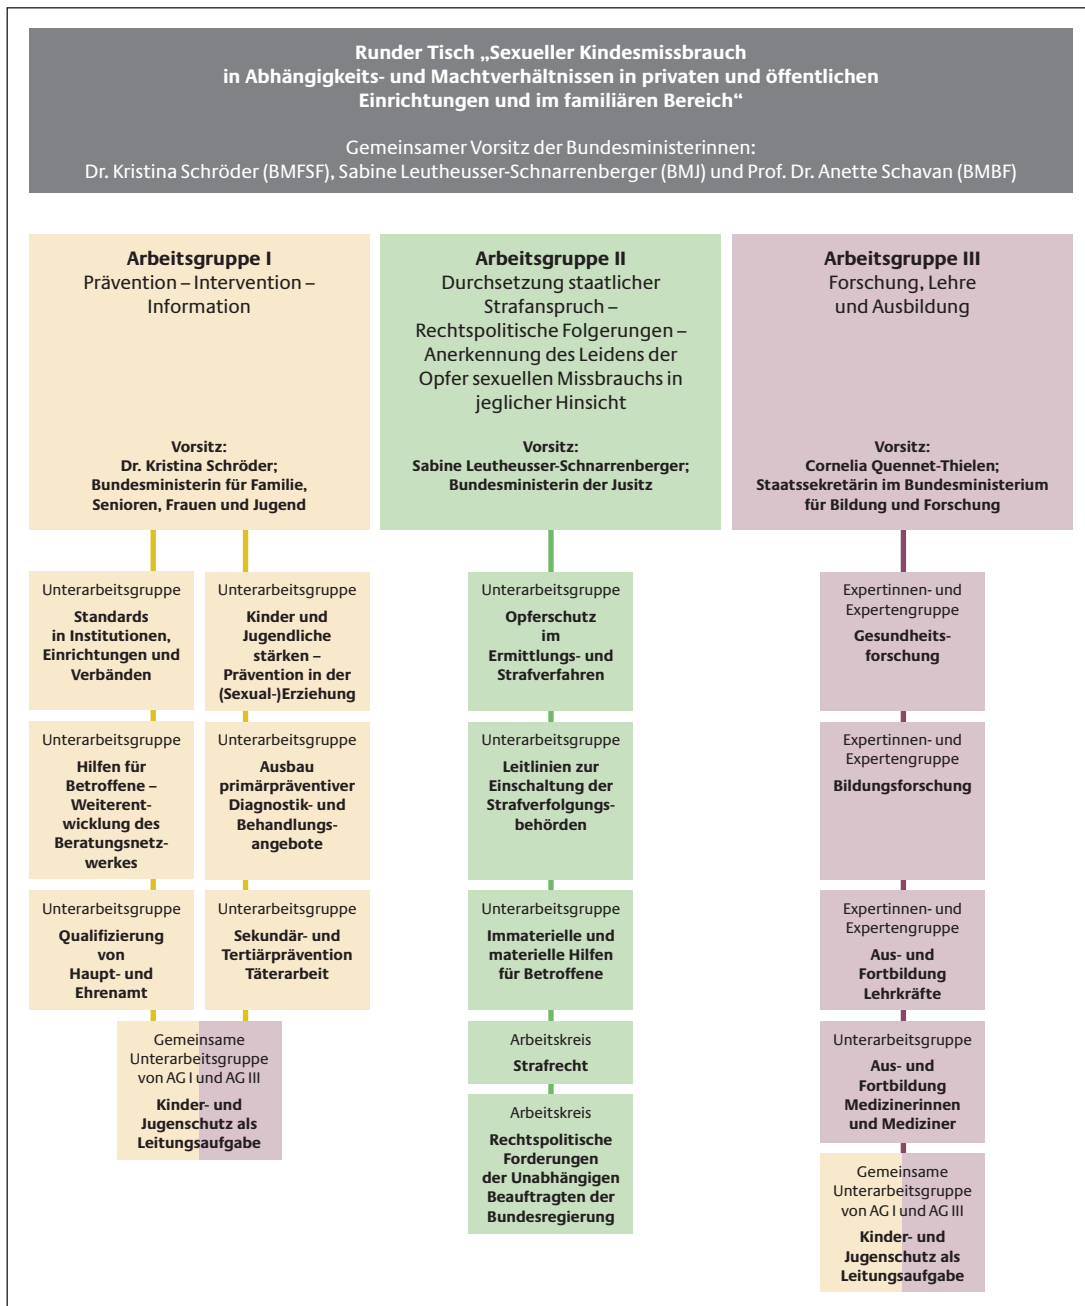 Runder Tisch „Sexueller Kindesmissbrauch
in Abhängigkeits- und Machtverhältnissen in privaten und öffentlichen
Einrichtungen und im familiären Bereich“
Gemeinsamer Vorsitz der Bundesministerinnen:
Dr. Kristina Schröder (BMFSF), Sabine Leutheusser-Schnarrenberger (BMJ) und Prof. Dr. Anette Schavan (BMBF)
Arbeitsgruppe I
Prävention – Intervention –
Information
Vorsitz:
Dr. Kristina Schröder;
Bundesministerin für Familie,
Senioren, Frauen und Jugend
Unterarbeitsgruppe
Standards
in Institutionen,
Einrichtungen und
Verbänden
Unterarbeitsgruppe
Kinder und
Jugendliche
stärken –
Prävention in der
(Sexual-)Erziehung
Unterarbeitsgruppe
Hilfen für
Betroffene –
Weiterent-
wicklung des
Beratungsnetz-
werkes
Unterarbeitsgruppe
Ausbau
primärpräventiver
Diagnostik- und
Behandlungs-
angebote
Unterarbeitsgruppe
Qualifizierung
von
Haupt- und
Ehrenamt
Unterarbeitsgruppe
Sekundär- und
Tertiärprävention
Täterarbeit
Gemeinsame
Unterarbeitsgruppe
von AG I und AG III
Kinder- und
Jugenschutz als
Leitungsaufgabe
Arbeitsgruppe II
Durchsetzung staatlicher
Strafanspruch –
Rechtspolitische Folgerungen –
Anerkennung des Leidens der
Opfer sexuellen Missbrauchs in
jeglicher Hinsicht
Vorsitz:
Sabine Leutheusser-Schnarrenberger;
Bundesministerin der Jusitz
Unterarbeitsgruppe
Opferschutz
im
Ermittlungs- und
Strafverfahren
Unterarbeitsgruppe
Leitlinien zur
Einschaltung der
Strafverfolgungs-
behörden
Unterarbeitsgruppe
Immaterielle und
materielle Hilfen
für Betroffene
Arbeitskreis
Strafrecht
Arbeitskreis
Rechtspolitische
Forderungen
der Unabhängigen
Beauftragten der
Bundesregierung
Arbeitsgruppe III
Forschung, Lehre
und Ausbildung
Vorsitz:
Cornelia Quennet-Thielen;
Staatssekretärin im Bundesministerium
für Bildung und Forschung
Expertinnen- und
Expertengruppe
Gesundheits-
forschung
Expertinnen- und
Expertengruppe
Bildungsforschung
Expertinnen- und
Expertengruppe
Aus- und
Fortbildung
Lehrkräfte
Unterarbeitsgruppe
Aus- und
Fortbildung
Medizinerinnen
und Mediziner
Gemeinsame
Unterarbeitsgruppe
von AG I und AG III
Kinder- und
Jugenschutz als
Leitungsaufgabe